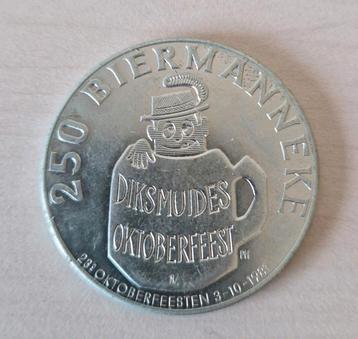 250 BIERMANNEKE
DIKSMUIDES
OKTOBERFEEST
OKTOBERFEESTEN 3-10-1981